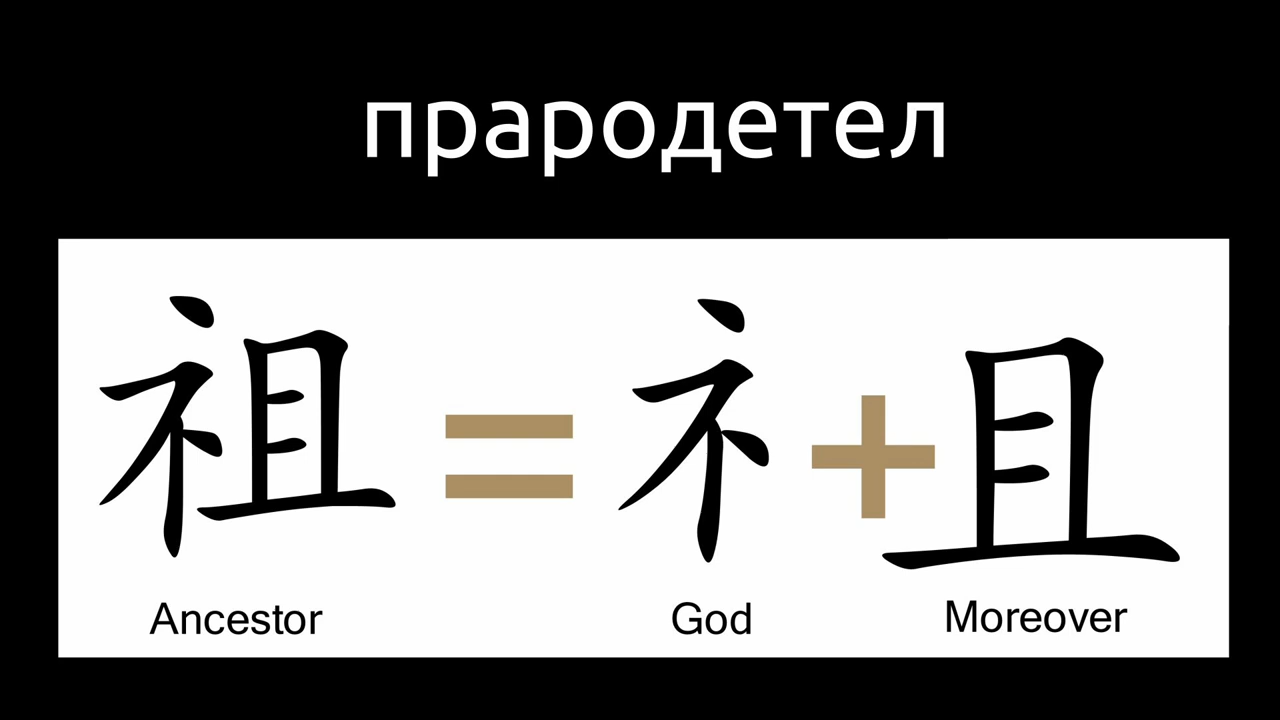 прародетел
祖 = 礻 + 且
Ancestor God Moreover